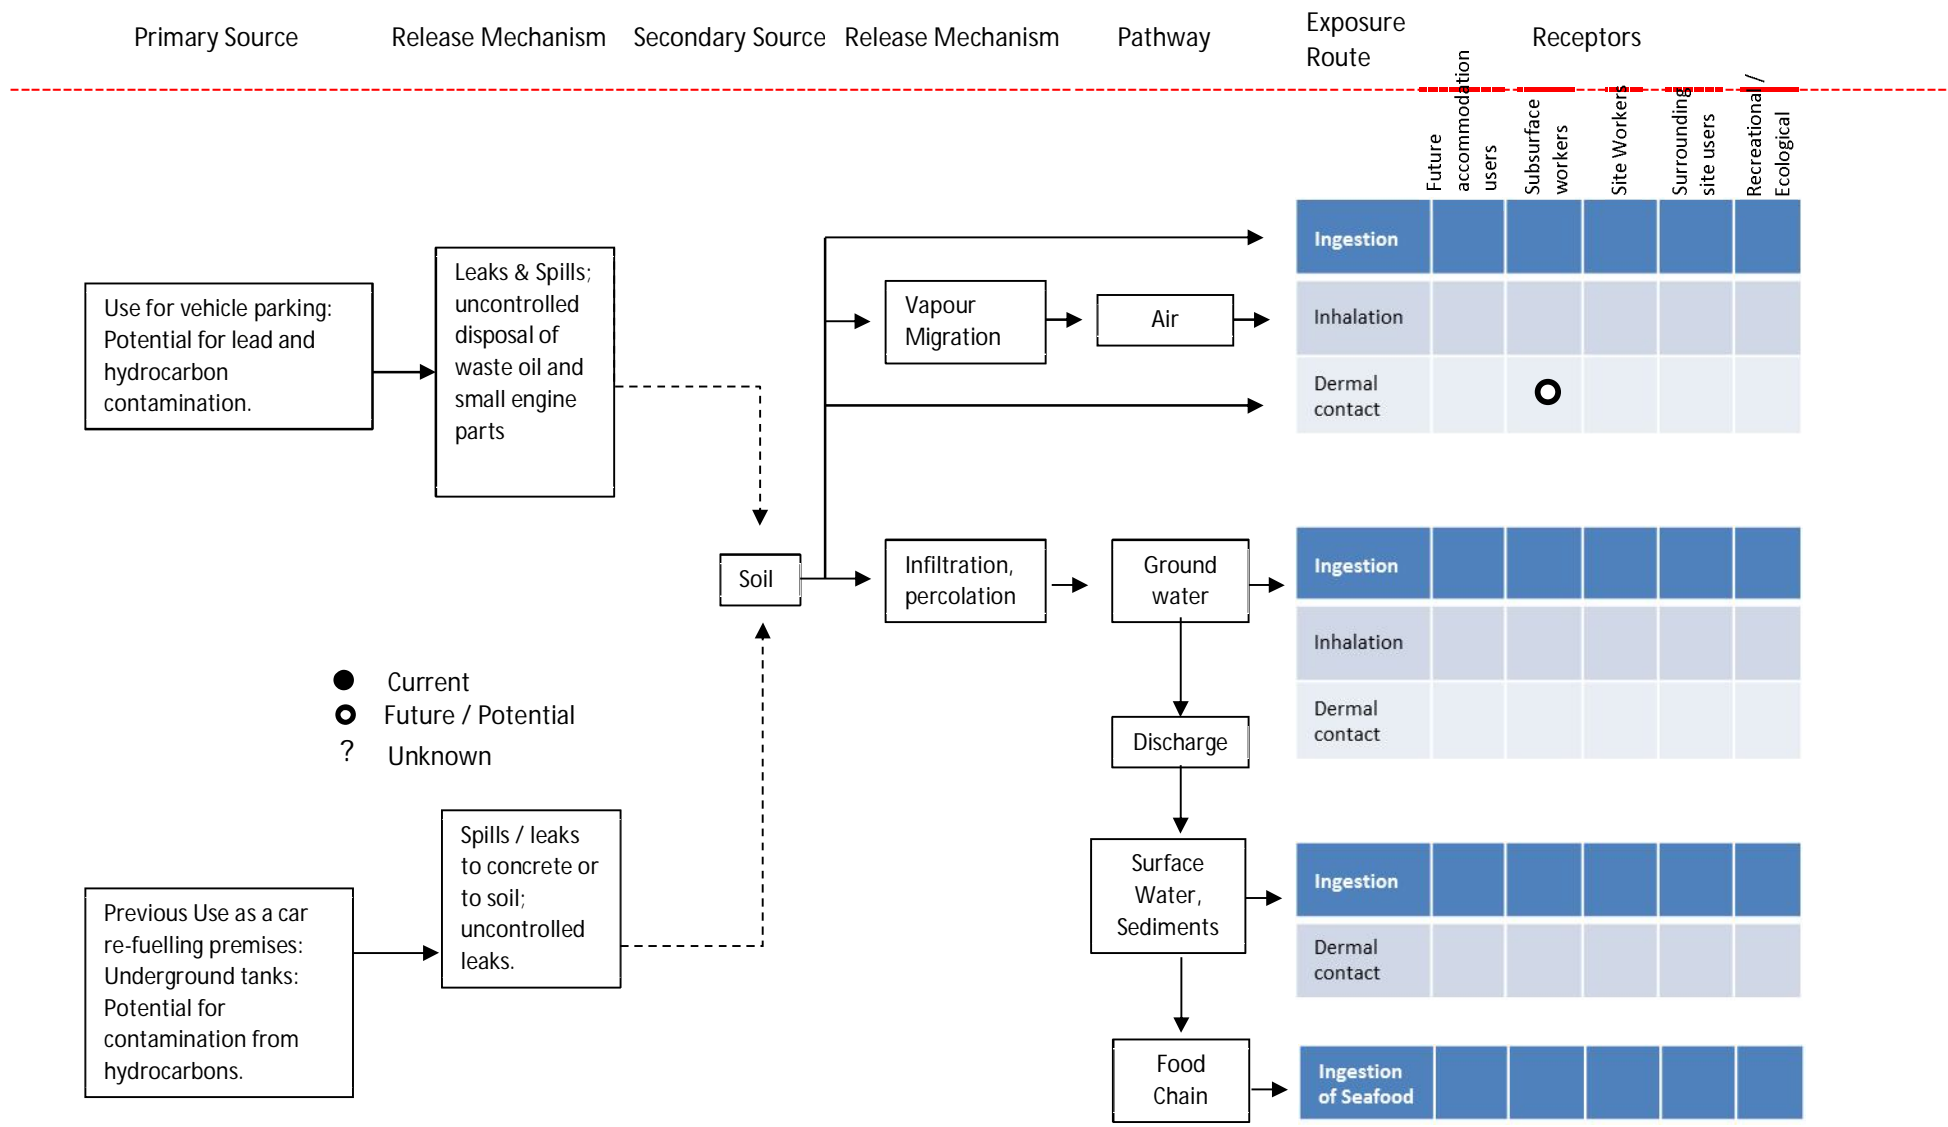 Primary Source
Release Mechanism
Secondary Source
Release Mechanism
Pathway
Exposure
Route
Receptors
Future
accommodation
users
Subsurface
workers
Site Workers
Surrounding
site users
Recreational /
Ecological
Use for vehicle parking:
Potential for lead and
hydrocarbon
contamination.
Leaks & Spills;
uncontrolled
disposal of
waste oil and
small engine
parts
Vapour
Migration
Air
Ingestion
Inhalation
Dermal
contact
Soil
Infiltration,
percolation
Ground
water
Ingestion
Inhalation
Dermal
contact
Current
Future / Potential
? Unknown
Discharge
Spills / leaks
to concrete or
to soil;
uncontrolled
leaks.
Previous Use as a car
re-fuelling premises:
Underground tanks:
Potential for
contamination from
hydrocarbons.
Surface
Water,
Sediments
Ingestion
Dermal
contact
Food
Chain
Ingestion
of Seafood